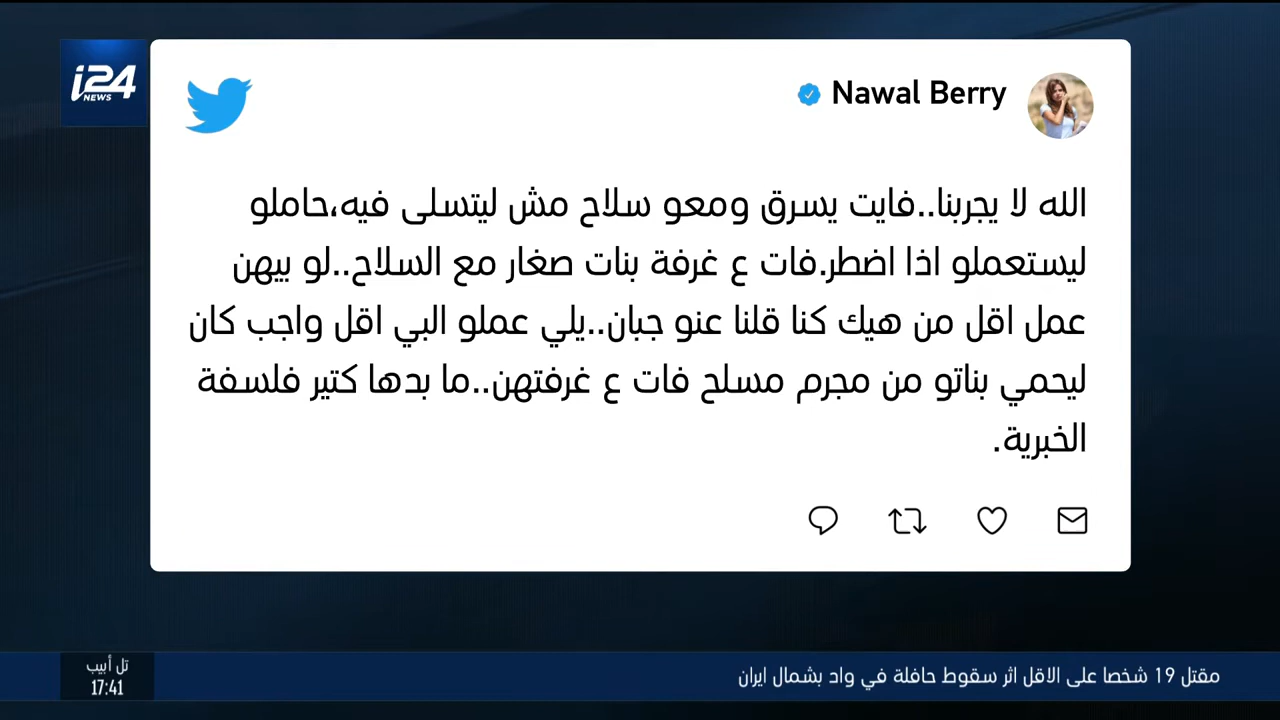 i24
NEWS
Nawal Berry
الله لا يجربنا..فايت يسرق ومعو سلاح مش ليتسلى فيه،حاملو
ليستعملو اذا اضطر.فات ع غرفة بنات صغار مع السلاح..لو بيهن
عمل اقل من هيك كنا قلنا عنو جبان..يلي عملو البي اقل واجب كان
ليحمي بناتو من مجرم مسلح فات ع غرفتهن..ما بدها كتير فلسفة
الخبرية.
تل أبيب
17:41
مقتل 19 شخصا على الاقل اثر سقوط حافلة في واد بشمال ايران